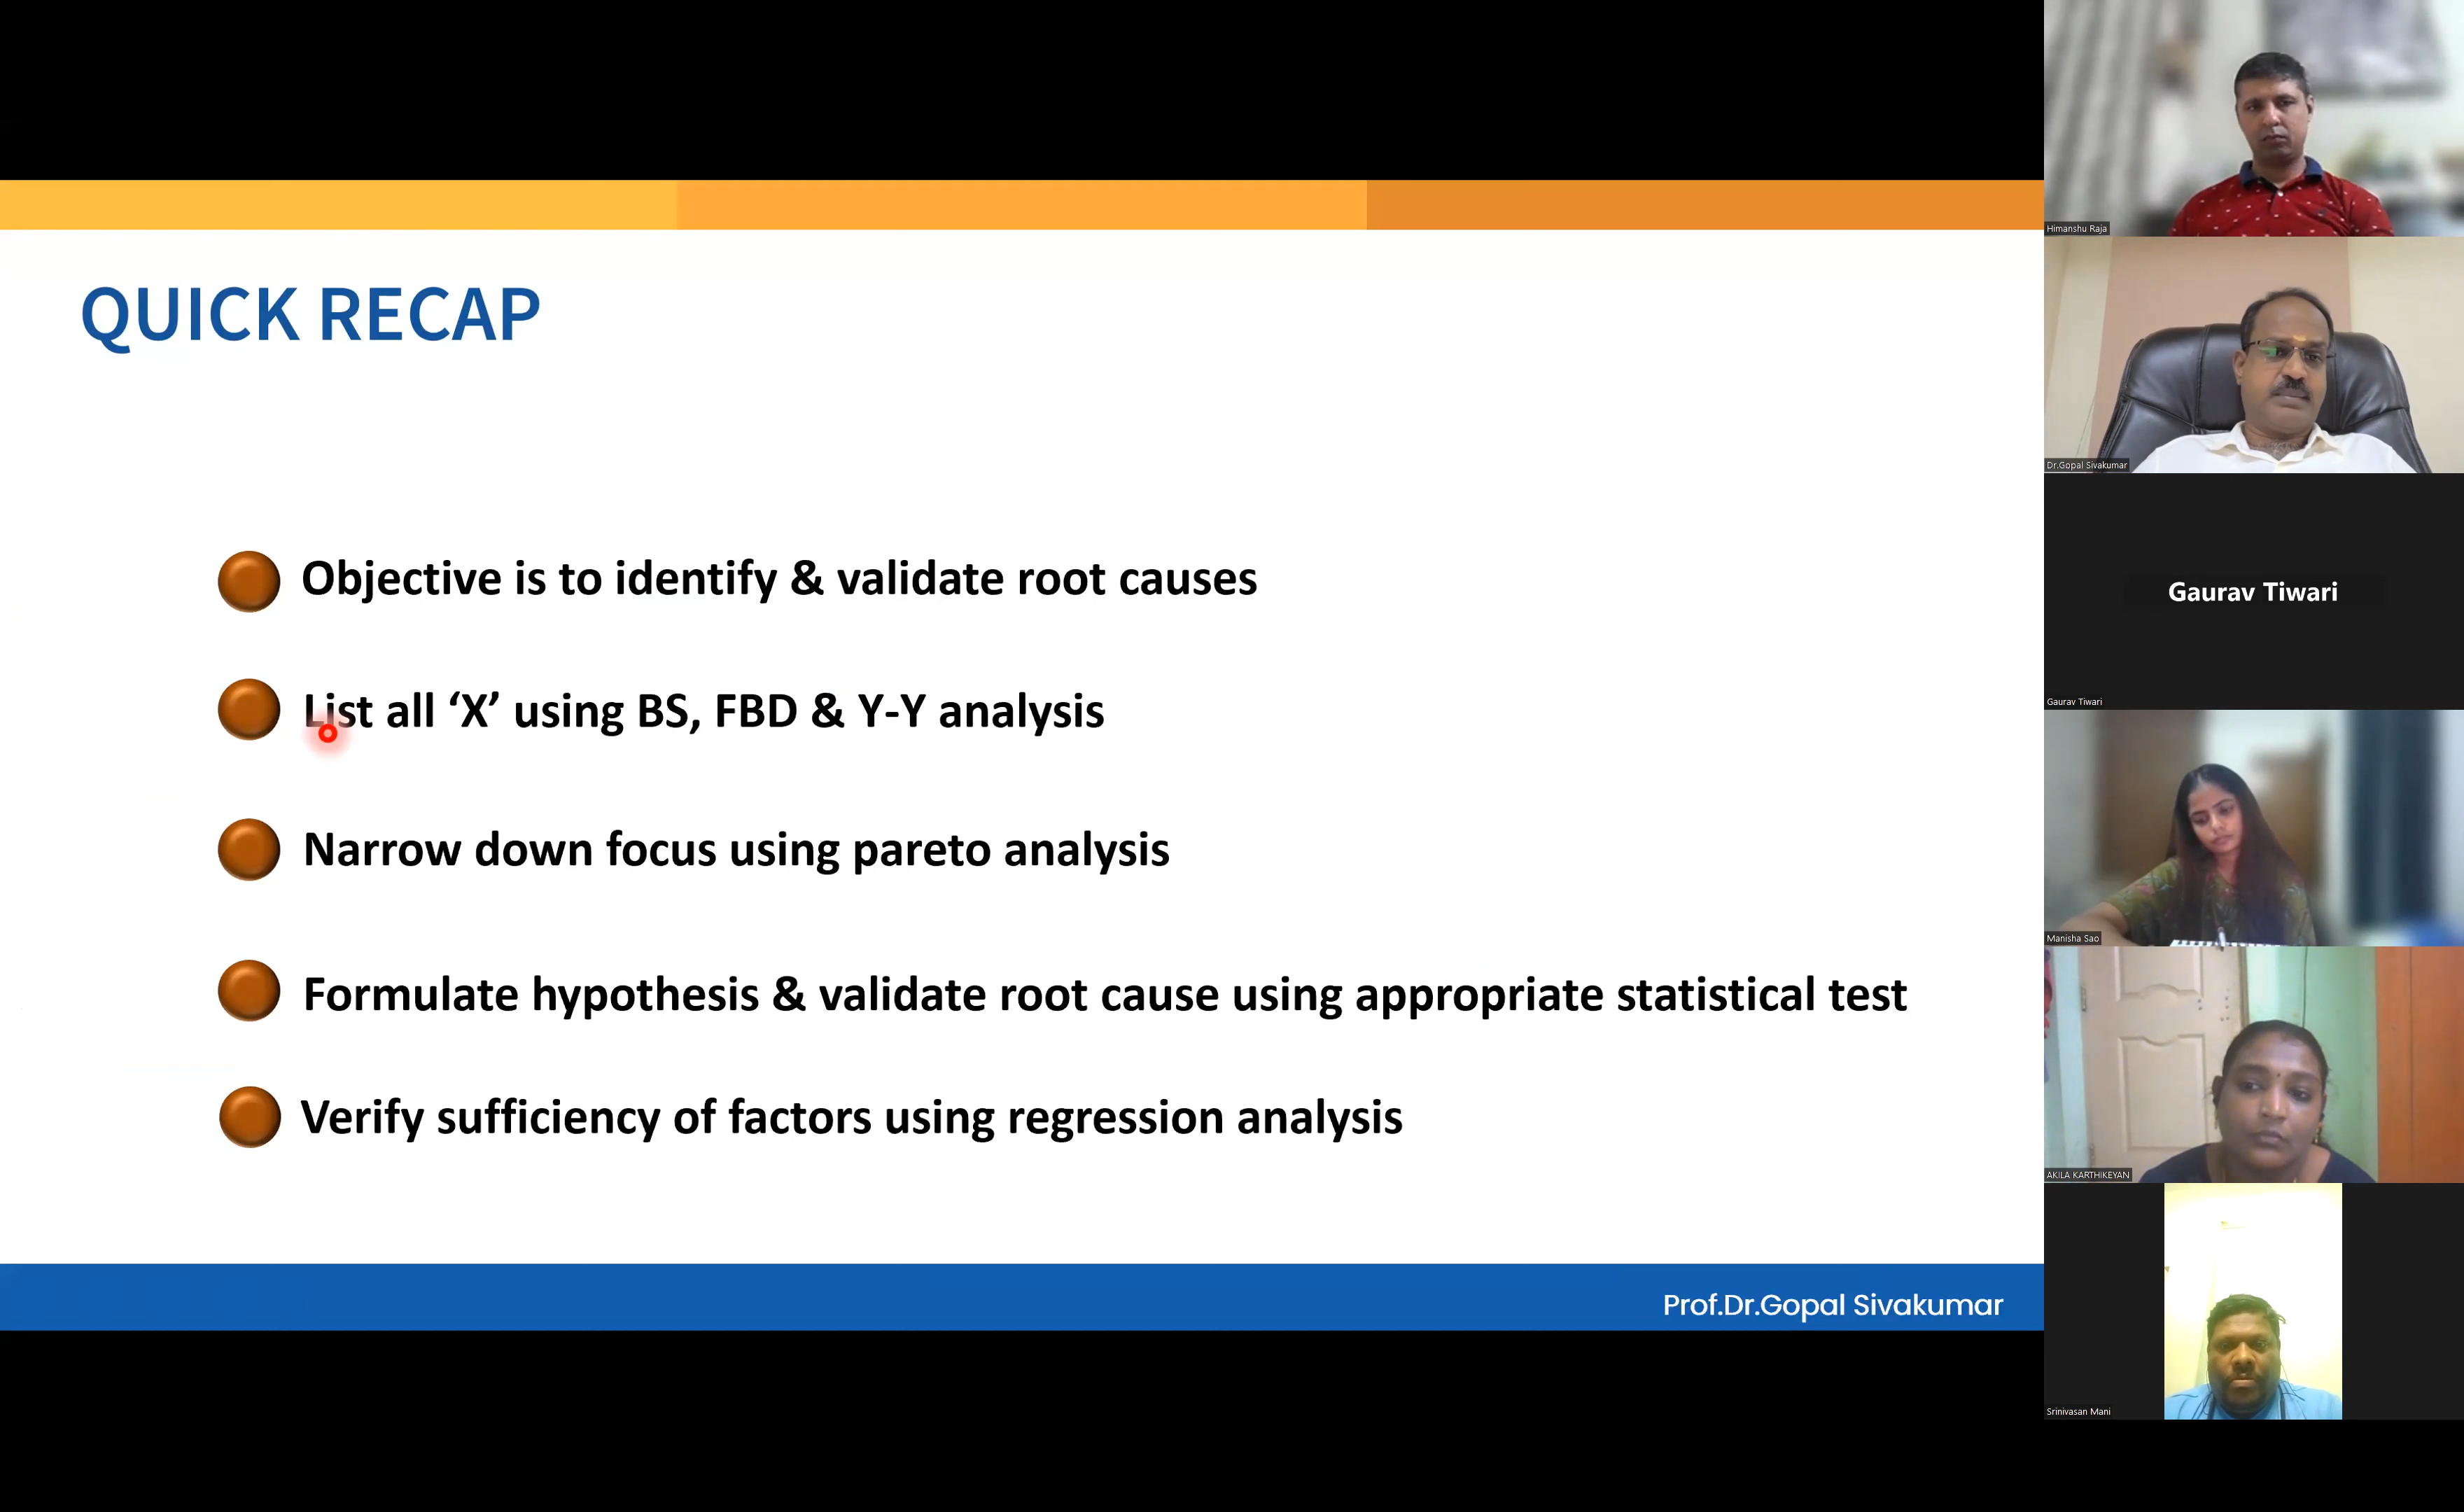 QUICK RECAP
Objective is to identify & validate root causes
List all ‘X’ using BS, FBD & Y-Y analysis
Narrow down focus using pareto analysis
Formulate hypothesis & validate root cause using appropriate statistical test
Verify sufficiency of factors using regression analysis
Prof.Dr.Gopal Sivakumar
Himanshu Raja
Dr.Gopal Sivakumar
Gaurav Tiwari
Gaurav Tiwari
Manisha Sao
AKILA KARTHIKEYAN
Srinivasan Mani